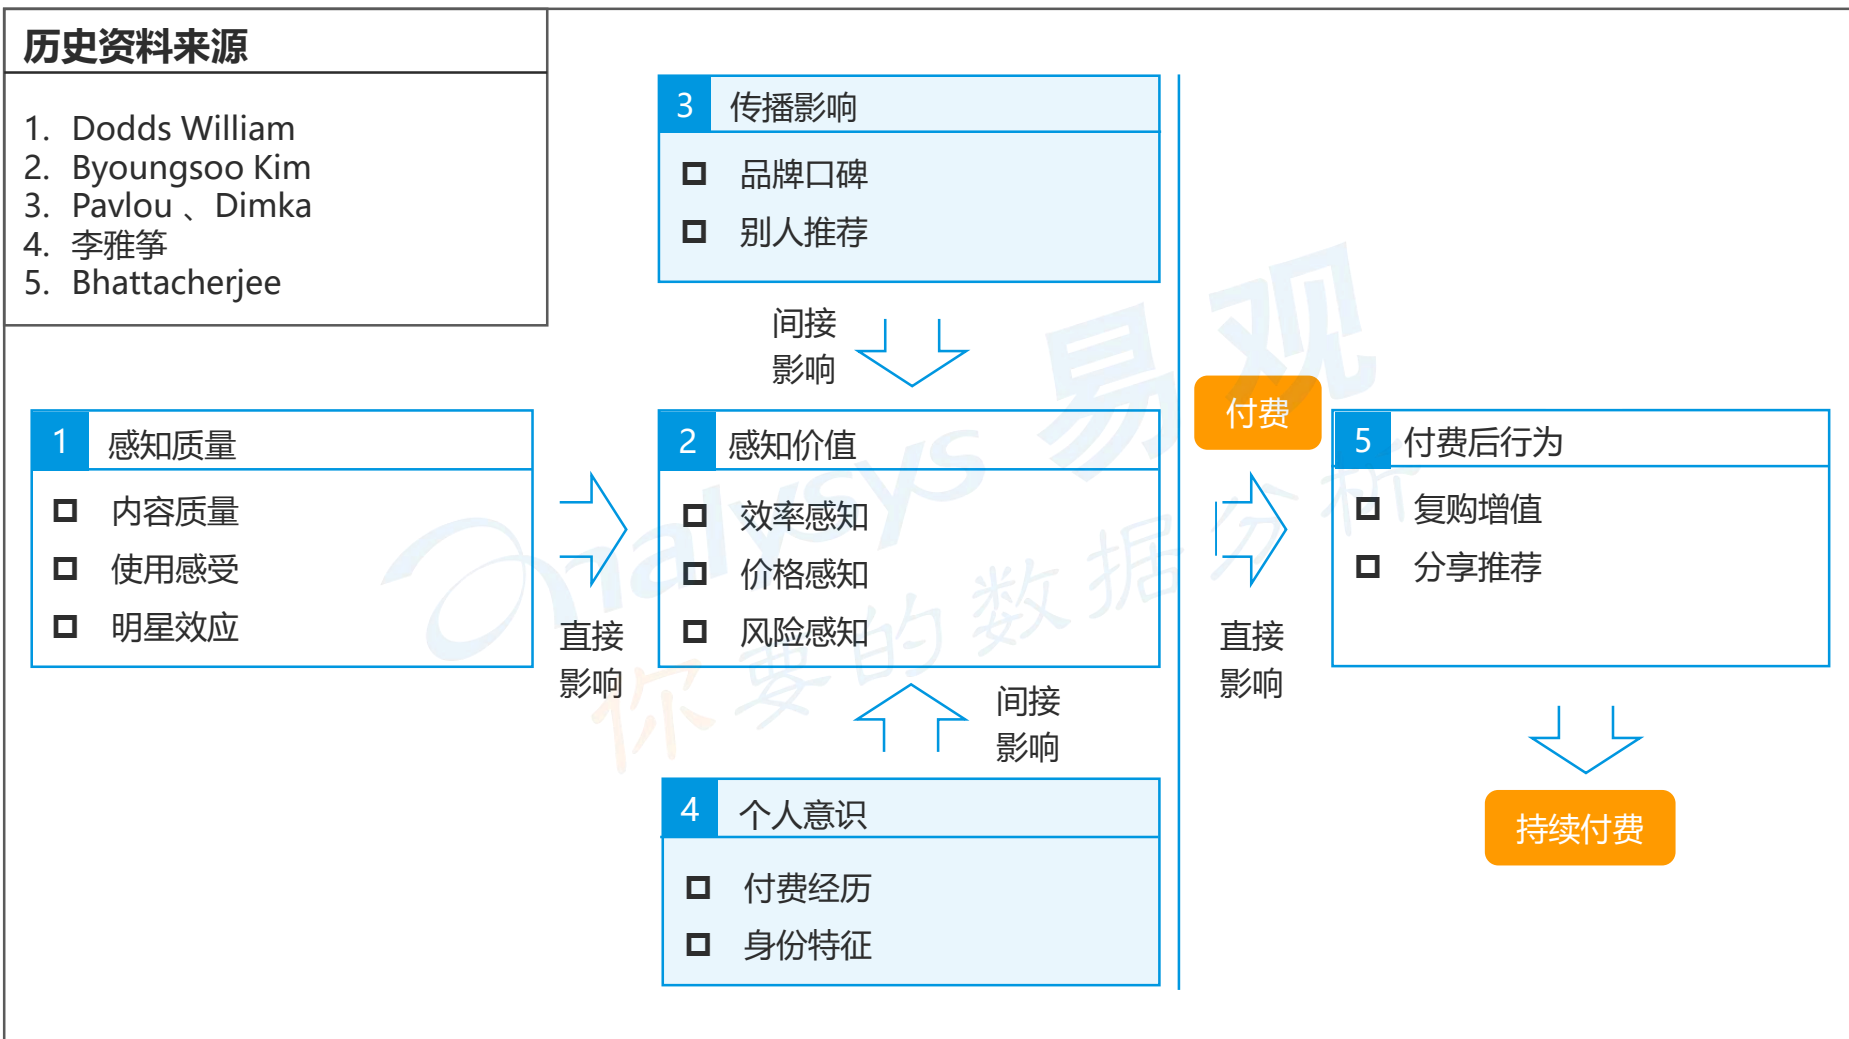 历史资料来源
1. Dodds William
2. Byoungsoo Kim
3. Pavlou 、Dimka
4. 李雅筝
5. Bhattacherjee
3 传播影响
品牌口碑
别人推荐
间接
影响
1 感知质量
内容质量
使用感受
明星效应
直接
影响
2 感知价值
效率感知
价格感知
风险感知
间接
影响
4 个人意识
付费经历
身份特征
付费
直接
影响
5 付费后行为
复购增值
分享推荐
持续付费
analysys 易观
你要的数据分析